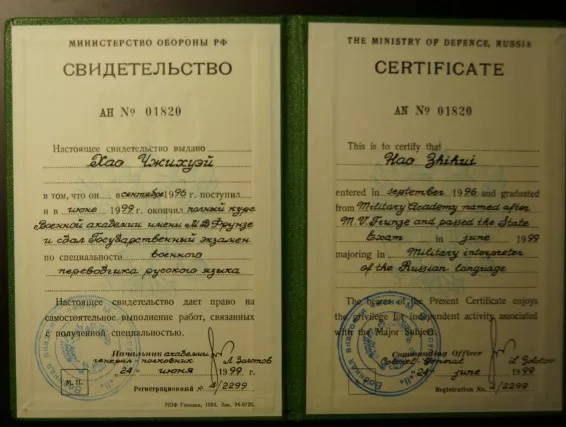 МИНИСТЕРСТВО ОБОРОНЫ РФ
СВИДЕТЕЛЬСТВО
АН № 01820
Настоящее свидетельство выдано
Хао Чжихуэй
в том, что он в сентябре 1996 г. поступил
и в июне 1999 г. окончил полный курс
Военной академии имени М.В. Фрунзе
и сдал Государственный экзамен
по специальности военного
переводчика русского языка
Настоящее свидетельство дает право на
самостоятельное выполнение работ, связанных
с полученной специальностью.
Начальник академии
генерал-полковник Л. Золотов
24 июня 1999 г.
М. П.
Регистрационный № 4/2299
THE MINISTRY OF DEFENCE, RUSSIA
CERTIFICATE
AN № 01820
This is to certify that
Hao Zhihui
entered in september 1996 and graduated
from Military Academy named after
M. V. Frunze and passed the State
Exam in june 1999
majoring in Military interpreter
of the Russian language
The bearer of the Present Certificate enjoys
the privilege for independent activity associated
with the Major Subject.
Commanding Officer
Colonel-General L. Zolotov
"24" june 1999
Registration No. 4/2299